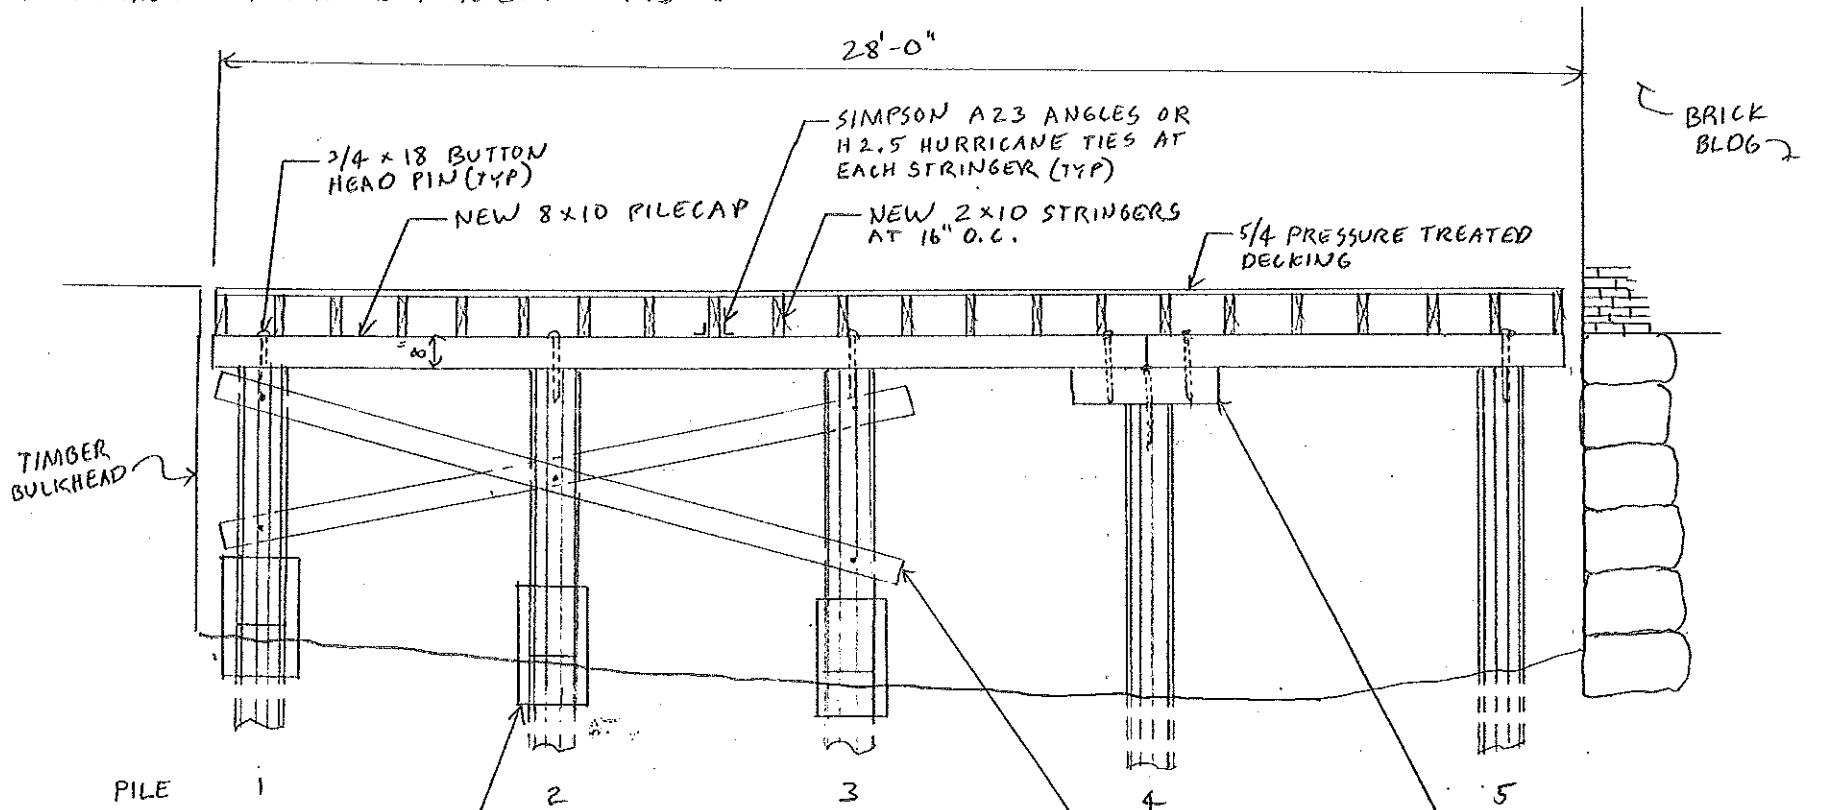 28'-0"
BRICK
BLDG
SIMPSON A23 ANGLES OR
H2.5 HURRICANE TIES AT
EACH STRINGER (TYP)
3/4 x 18 BUTTON
HEAD PIN (TYP)
NEW 8x10 PILECAP
NEW 2x10 STRINGERS
AT 16" O.C.
5/4 PRESSURE TREATED
DECKING
8"
TIMBER
BULKHEAD
PILE 1 2 3 4 5